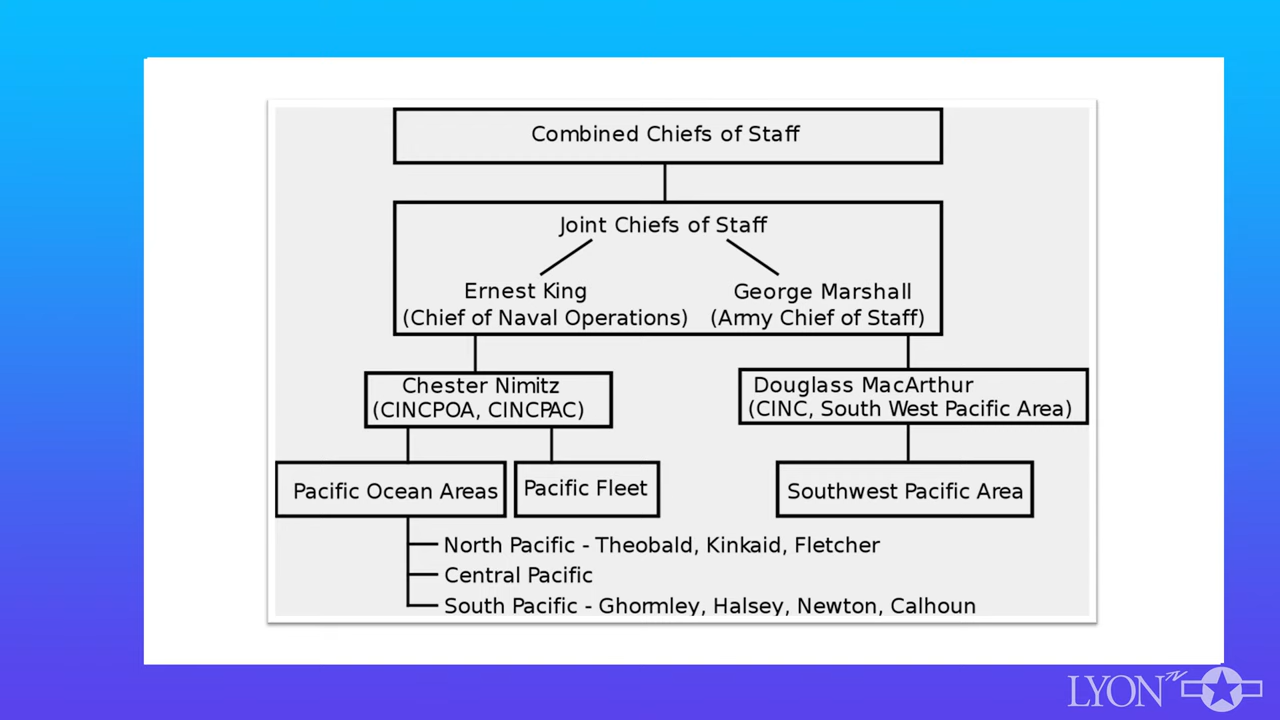 Combined Chiefs of Staff
Joint Chiefs of Staff
Ernest King
(Chief of Naval Operations)
George Marshall
(Army Chief of Staff)
Chester Nimitz
(CINCPOA, CINCPAC)
Douglass MacArthur
(CINC, South West Pacific Area)
Pacific Ocean Areas
Pacific Fleet
Southwest Pacific Area
North Pacific - Theobald, Kinkaid, Fletcher
Central Pacific
South Pacific - Ghormley, Halsey, Newton, Calhoun
LYON TV